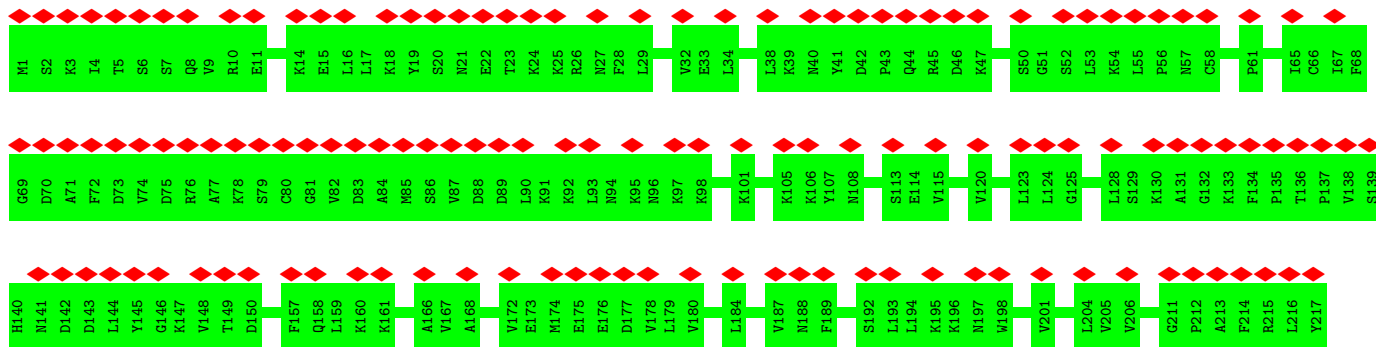 M1 S2 K3 I4 T5 S6 S7 Q8 V9 R10 E11 K14 E15 L16 L17 K18 Y19 S20 N21 E22 T23 K24 K25 R26 N27 F28 L29 V32 E33 L34 L38 K39 N40 Y41 D42 P43 Q44 R45 D46 K47 S50 G51 S52 L53 K54 L55 P56 N57 C58 P61 I65 C66 I67 F68
G69 D70 A71 F72 D73 V74 D75 R76 A77 K78 S79 C80 G81 V82 D83 A84 M85 S86 V87 D88 D89 L90 K91 K92 L93 N94 K95 N96 K97 K98 K101 K105 K106 Y107 N108 S113 E114 V115 V120 L123 L124 G125 L128 S129 K130 A131 G132 K133 F134 P135 T136 P137 V138 S139
H140 N141 D142 D143 L144 Y145 G146 K147 V148 T149 D150 F157 Q158 L159 K160 K161 A166 V167 A168 V172 E173 M174 E175 E176 D177 V178 L179 V180 L184 V187 N188 F189 S192 L193 L194 K195 K196 N197 W198 V201 L204 V205 V206 G211 P212 A213 F214 R215 L216 Y217